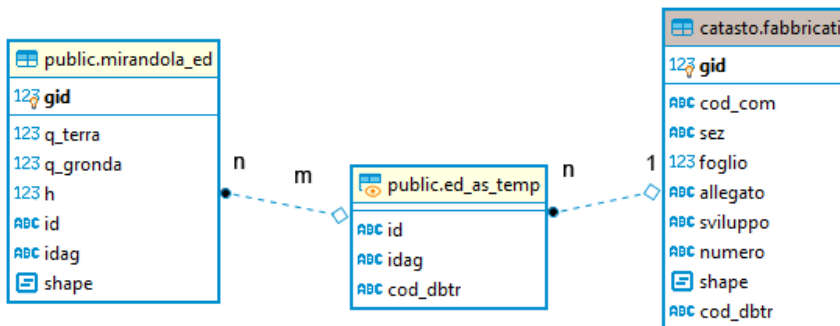 public.mirandola_ed
123 gid
123 q_terra
123 q_gronda
123 h
ABC id
ABC idag
shape
n
m
public.ed_as_temp
ABC id
ABC idag
ABC cod_dbtr
n
1
catasto.fabbricati
123 gid
ABC cod_com
ABC sez
123 foglio
ABC allegato
ABC sviluppo
ABC numero
shape
ABC cod_dbtr